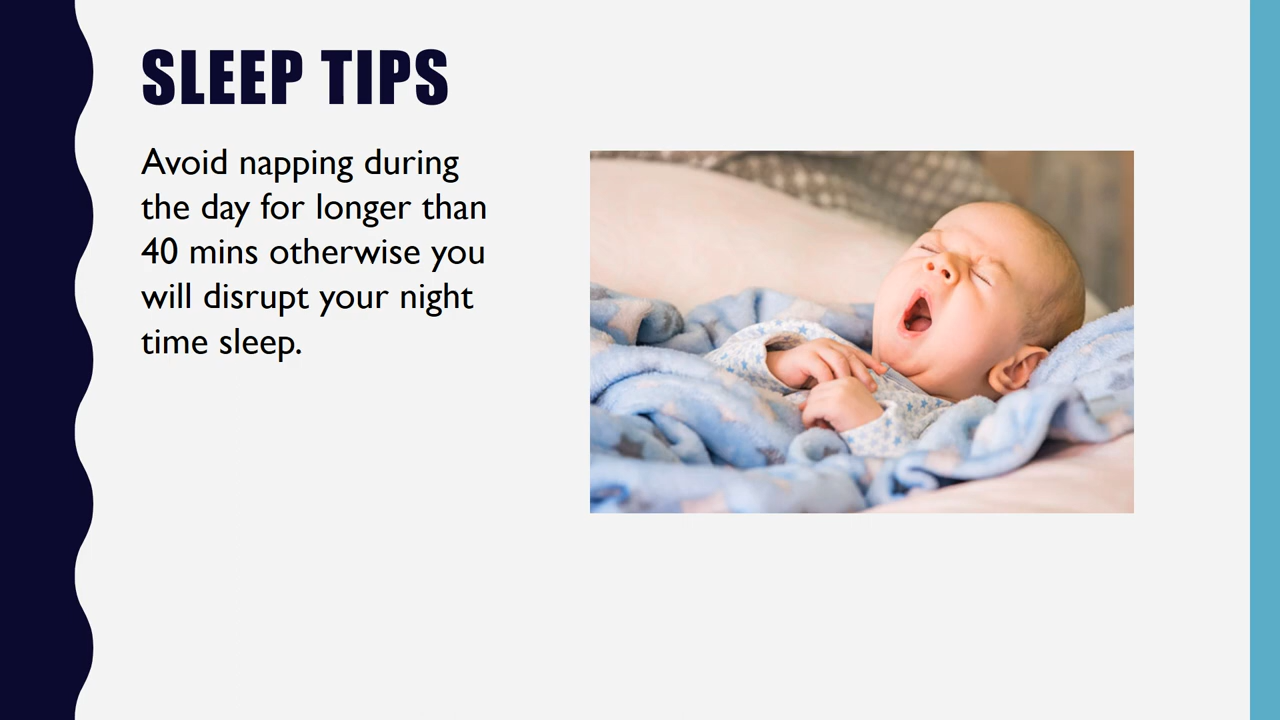 SLEEP TIPS
Avoid napping during
the day for longer than
40 mins otherwise you
will disrupt your night
time sleep.